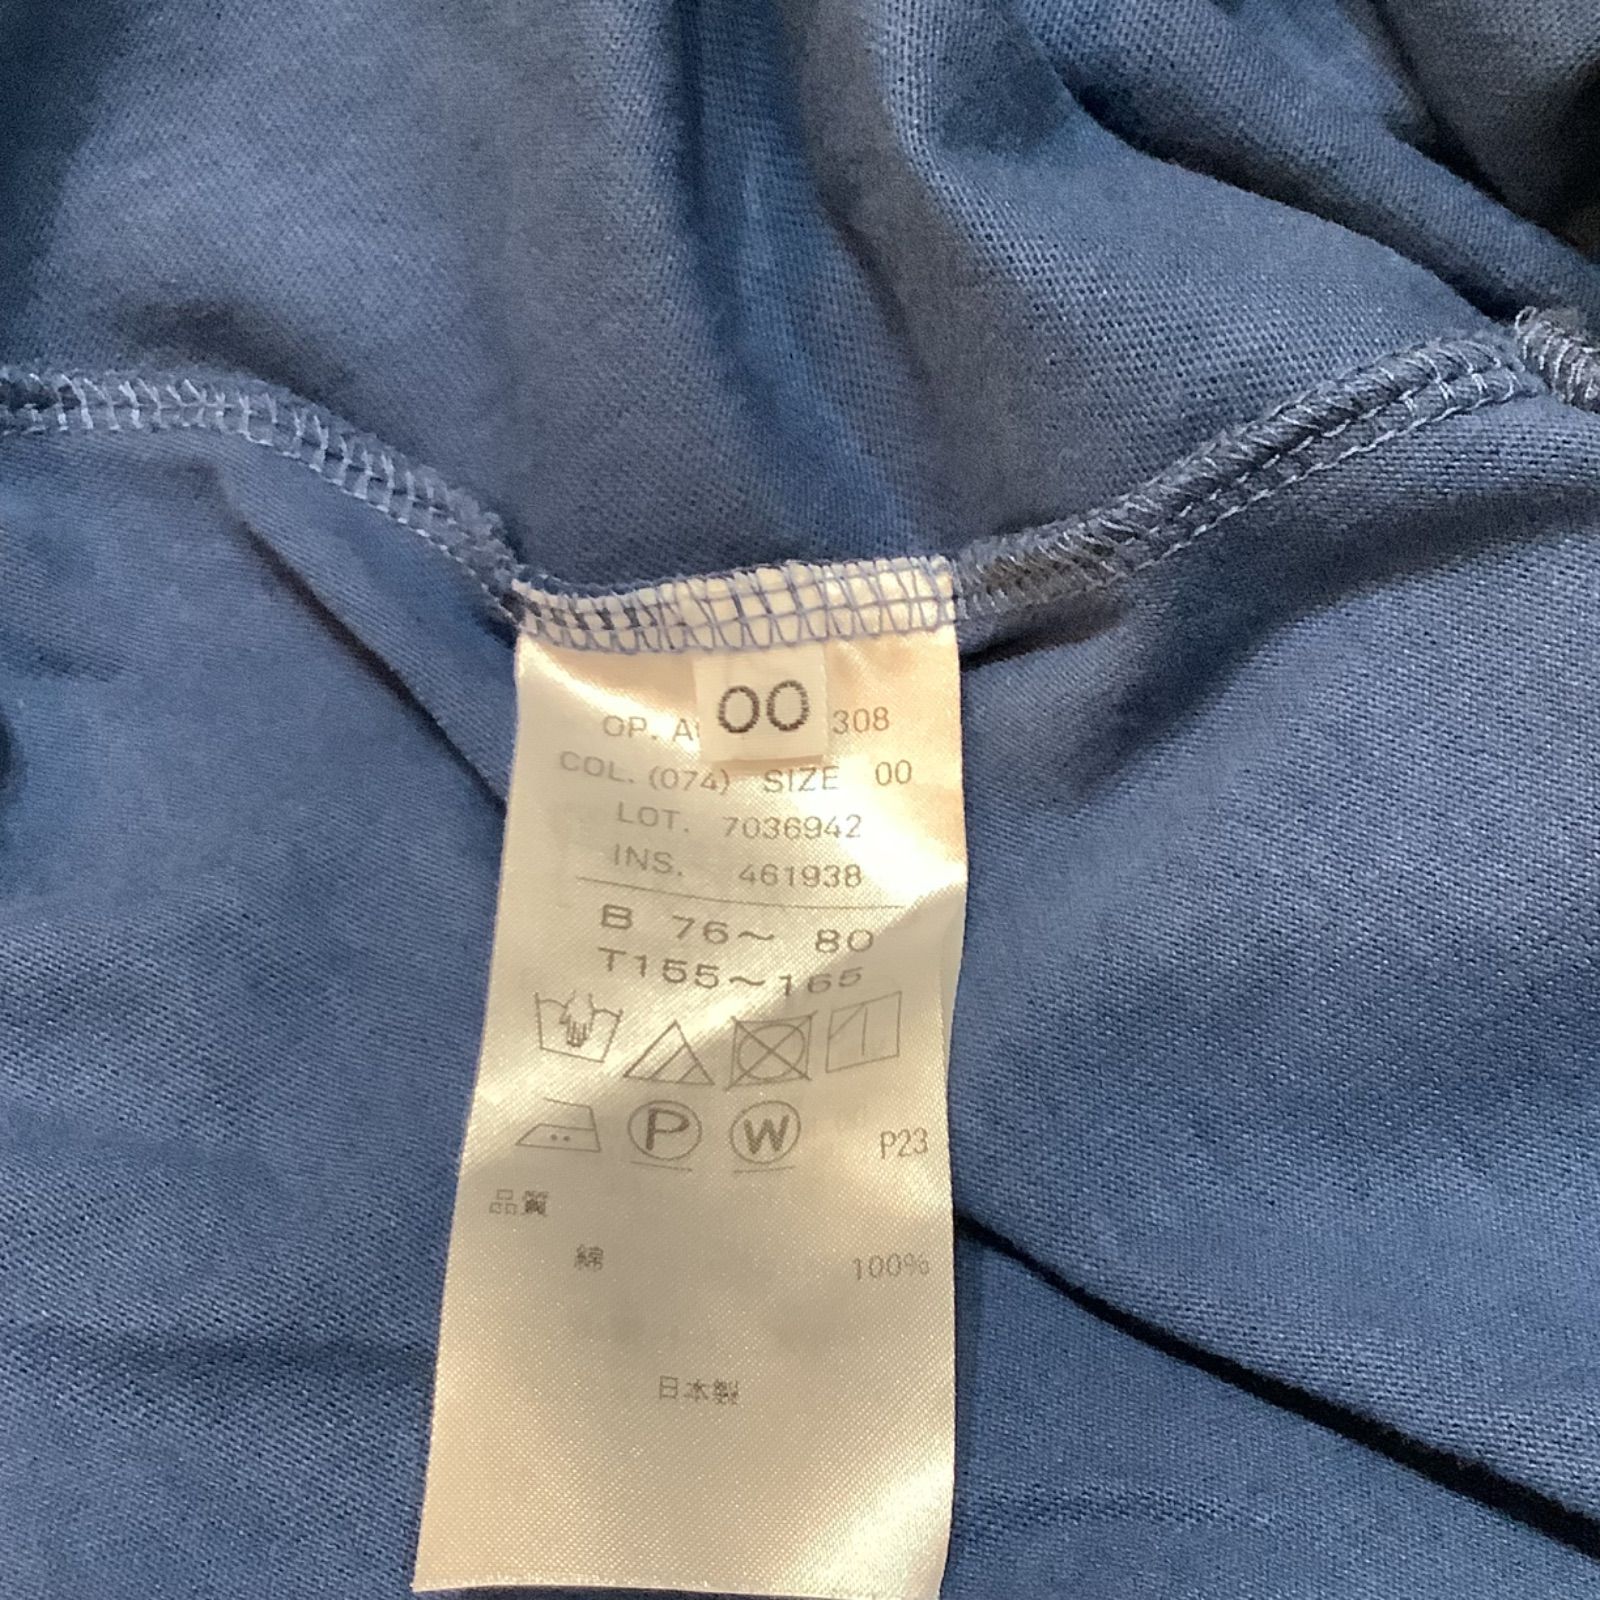 00
OP. 308
COL. (074) SIZE 00
LOT. 7036942
INS. 461938
B 76～ 80
T155～165
P
W
P23
品質
綿 100%
日本製